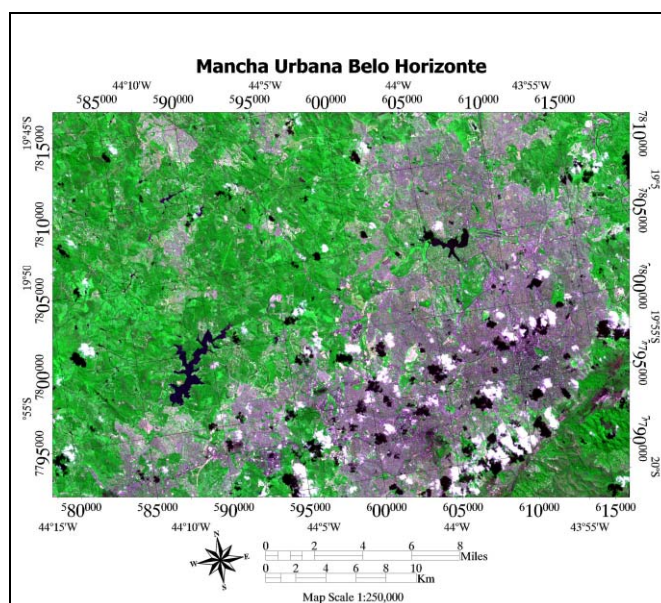 Mancha Urbana Belo Horizonte
44°10'W 44°5'W 44°W 43°55'W
585000 590000 595000 600000 605000 610000 615000
19°45'S
7815000
7810000
19°50
7805000
7800000
°55'S
7795000
7810000
19°5
7805000
7800000
19°55'S
7795000
7790000
20°S
580000 585000 590000 595000 600000 605000 610000
44°15'W 44°10'W 44°5'W 44°W 43°55'W
N
W E
S
0 2 4 6 8
Miles
0 2 4 6 8 10
Km
Map Scale 1:250,000